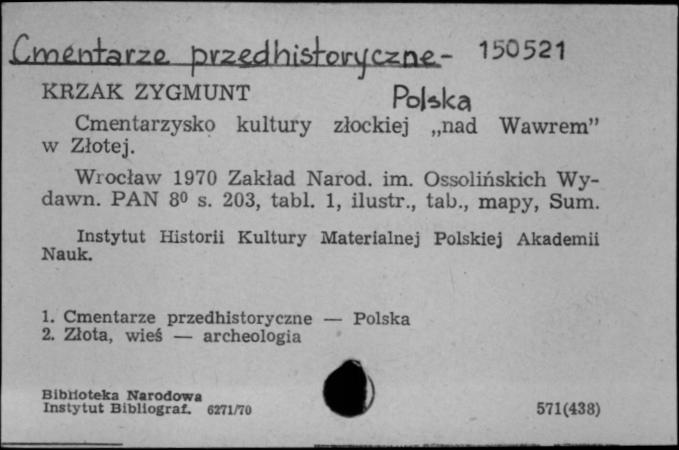 Cmentarze przedhistoryczne- 150521
KRZAK ZYGMUNT Polska
Cmentarzysko kultury złockiej „nad Wawrem”
w Złotej.
Wrocław 1970 Zakład Narod. im. Ossolińskich Wy-
dawn. PAN 8⁰ s. 203, tabl. 1, ilustr., tab., mapy, Sum.
Instytut Historii Kultury Materialnej Polskiej Akademii
Nauk.
1. Cmentarze przedhistoryczne — Polska
2. Złota, wieś — archeologia
Biblioteka Narodowa
Instytut Bibliograf. 6271/70 571(438)